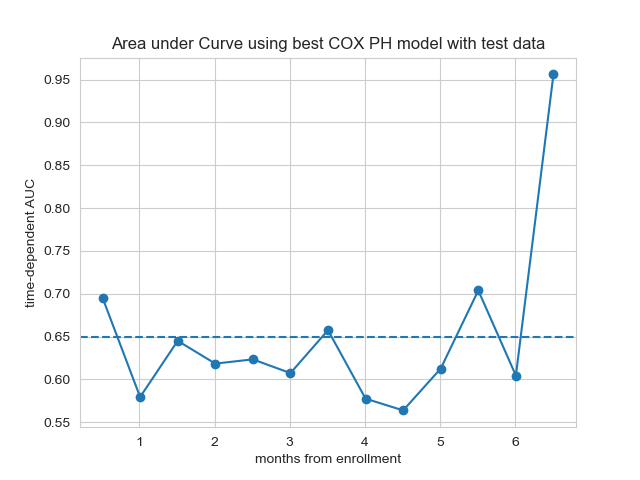 Area under Curve using best COX PH model with test data
time-dependent AUC
0.95
0.90
0.85
0.80
0.75
0.70
0.65
0.60
0.55
1 2 3 4 5 6
months from enrollment